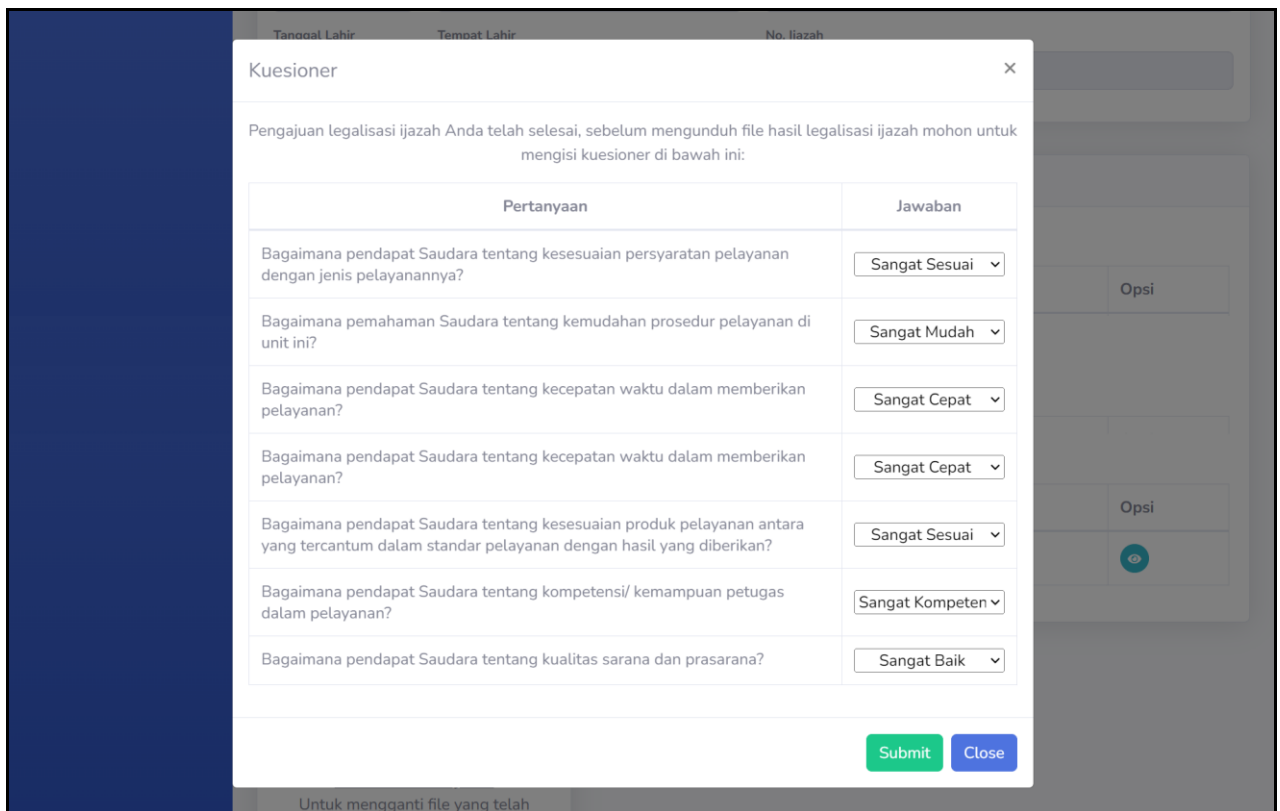 Tanggal Lahir Tempat Lahir No. Ijazah
Kuesioner ×
Pengajuan legalisasi ijazah Anda telah selesai, sebelum mengunduh file hasil legalisasi ijazah mohon untuk
mengisi kuesioner di bawah ini:
Pertanyaan Jawaban
Bagaimana pendapat Saudara tentang kesesuaian persyaratan pelayanan
dengan jenis pelayanannya?
Sangat Sesuai
Opsi
Bagaimana pemahaman Saudara tentang kemudahan prosedur pelayanan di
unit ini?
Sangat Mudah
Bagaimana pendapat Saudara tentang kecepatan waktu dalam memberikan
pelayanan?
Sangat Cepat
Bagaimana pendapat Saudara tentang kecepatan waktu dalam memberikan
pelayanan?
Sangat Cepat
Opsi
Bagaimana pendapat Saudara tentang kesesuaian produk pelayanan antara
yang tercantum dalam standar pelayanan dengan hasil yang diberikan?
Sangat Sesuai
Bagaimana pendapat Saudara tentang kompetensi/ kemampuan petugas
dalam pelayanan?
Sangat Kompeten
Bagaimana pendapat Saudara tentang kualitas sarana dan prasarana?
Sangat Baik
Submit Close
Untuk mengganti file yang telah